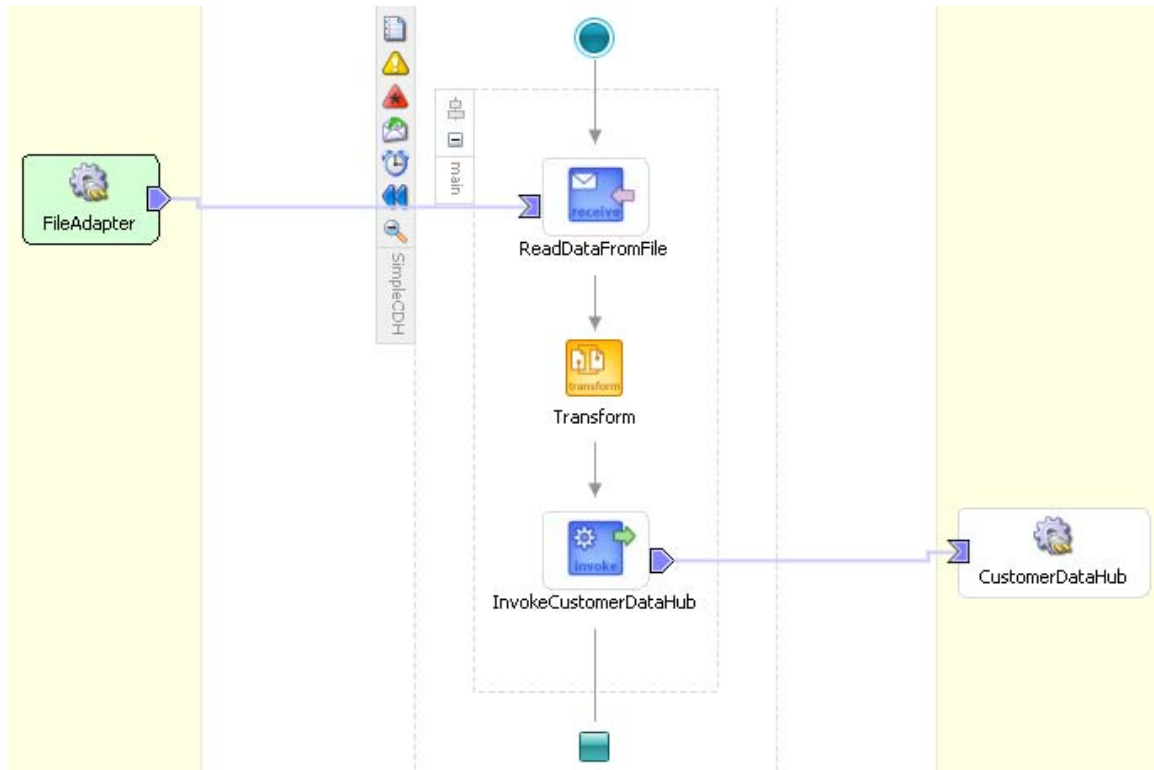 main
FileAdapter
receive
ReadDataFromFile
SimpleCDH
transform
Transform
invoke
InvokeCustomerDataHub
CustomerDataHub